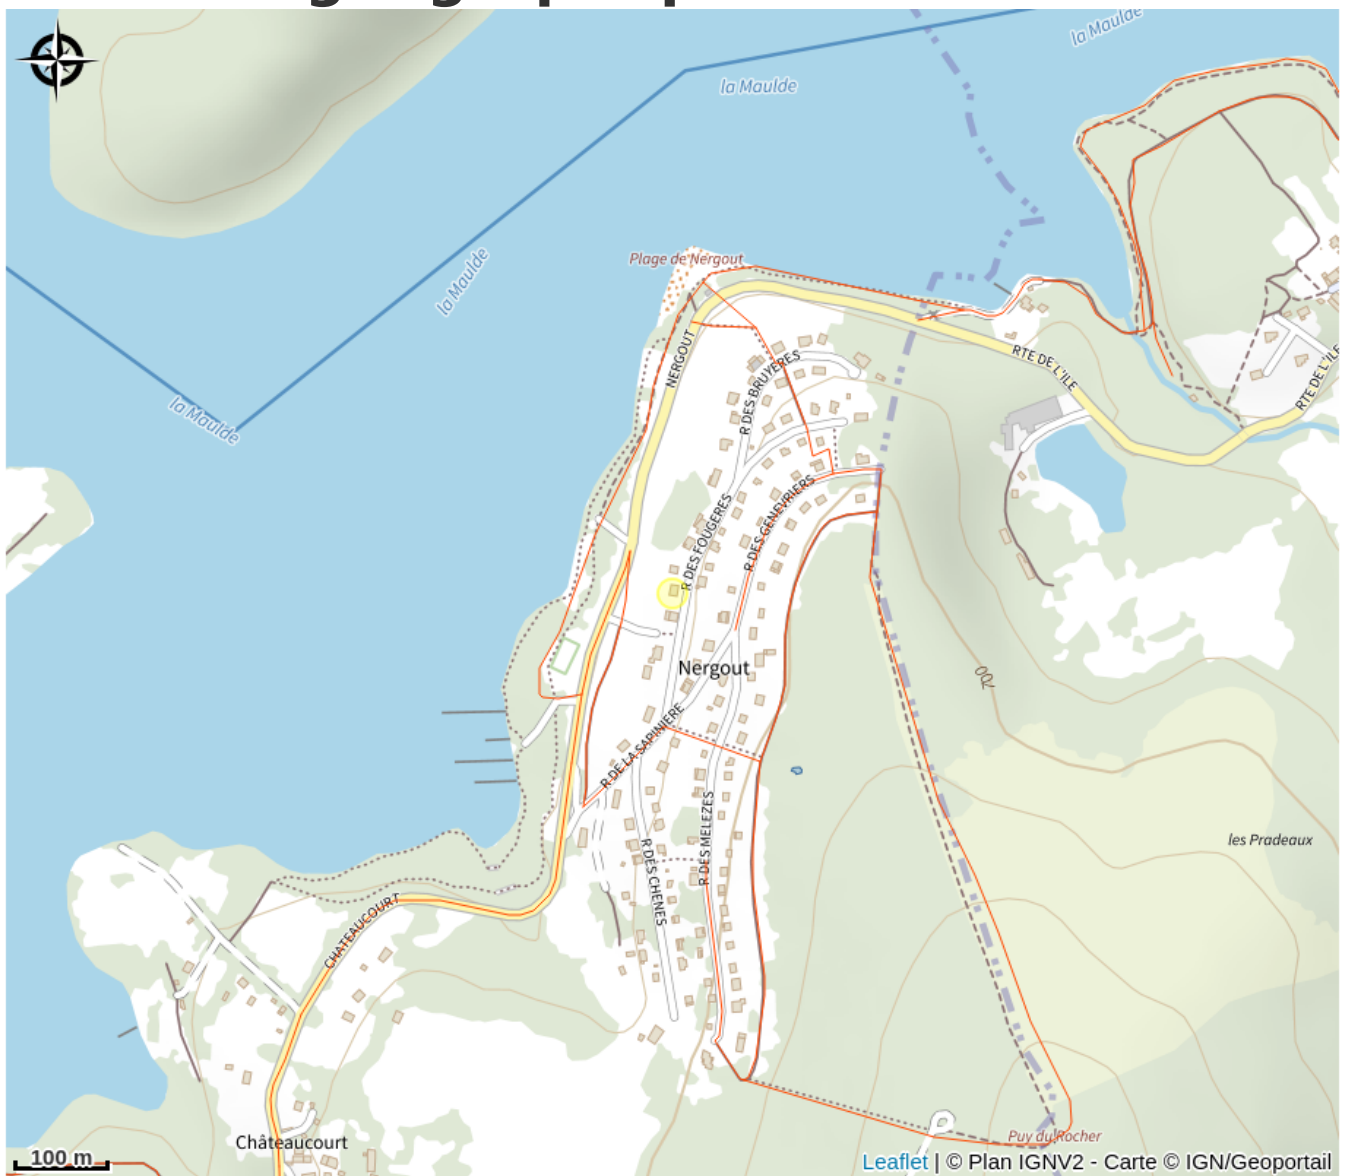 la Maulde
la Maulde
Plage de Nergout
la Maulde
NERGOUT
RTE DE L'ILE
R DES BRUYERES
RTE DE L'ILE
la Maulde
R DES FOUGERES
R DES GENEVRIERS
Nergout
700
R DE LA SAPINIERE
R DES MELEZES
les Pradeaux
R DES CHENES
CHATEAUCOURT
Puy du Rocher
Châteaucourt
100 m
Leaflet | © Plan IGNV2 - Carte © IGN/Geoportail